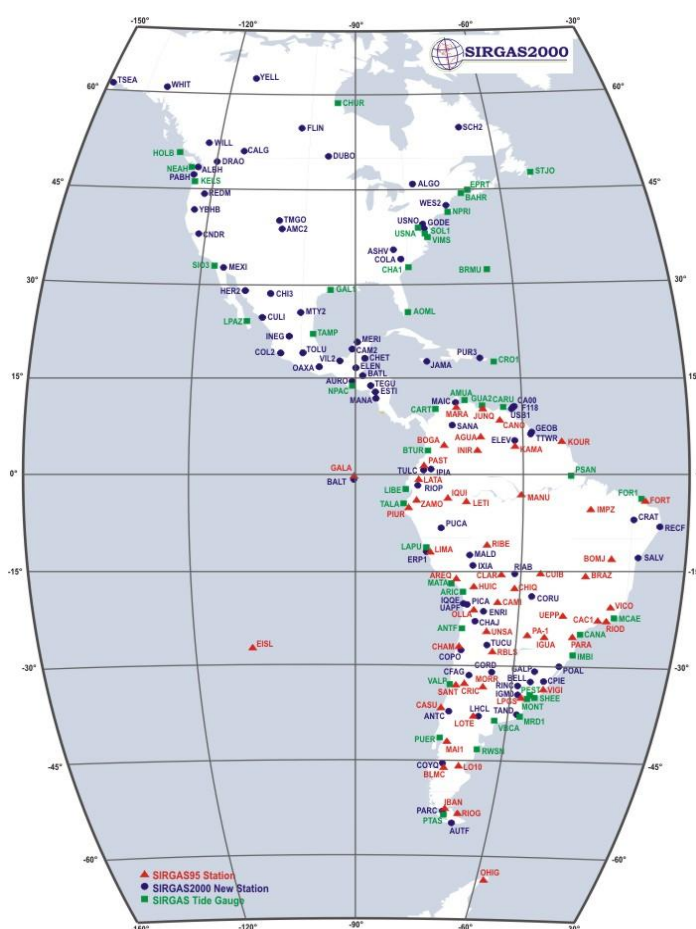 -150° -120° -90° -60° -30°
SIRGAS2000
TSEA
WHIT
YELL
60°
60°
CHUR
FLIN
SCH2
WILL
HOLB
CALG
DUBO
DRAO
NEAH
ALBH
STJO
PABH
KELS
45°
45°
ALGO
EPRT
REDM
BAHR
WES2
YBHB
NPRI
TMGO
USNO GODE
AMC2
USNA SOL1
CNDR
VIMS
ASHV
COLA
SIO3
MEXI
CHA1
BRMU
30°
30°
HER2
CHI3
GAL1
LPAZ
CULI
MTY2
AOML
INEG
TAMP
MERI
COL2
TOLU
CAM2
PUR3
VIL2
CHET
JAMA
CRO1
OAXA
ELEN
BATL
15°
15°
AURO
TEGU
NPAC
ESTI
AMUA
MANA
MAIC
GUA2 CARU
CA00
CART
F118
MARA
JUNQ
USB1
SANA
CANO
GEOB
BOGA
AGUA
ELEV
TTWR
KOUR
BTUR
INIR
KAMA
PAST
GALA
TULC
IPIA
0°
0°
BALT
LATA
PSAN
LIBE
RIOP
TALA
ZAMO
IQUI
LETI
MANU
FOR1
FORT
PIUR
IMPZ
PUCA
CRAT
RECF
LAPU
LIMA
RIBE
ERP1
MALD
BOMJ
SALV
IXIA
-15°
-15°
AREQ
CLAR
RIAB
CUIB
BRAZ
MATA
HUIC
CHIQ
ARIC
IQQE
PICA
CAMI
CORU
UAPF
OLLA
ENRI
UEPP
VICO
CHAJ
CAC1
MCAE
ANTF
UNSA
PA-1
RIOD
EISL
CHAM
TUCU
IGUA
PARA
CANA
COPO
RBLS
IMBI
-30°
-30°
CFAG
CORD
GALP
POAL
VALP
MORR
RINC
BELL
CPIE
SANT
CRIC
IGM0
PEST
VIGI
CASU
LPGS
SHEE
ANTC
LHCL
TAND
MONT
LOTE
VBCA
MRD1
PUER
MAI1
RWSN
-45°
-45°
COYQ
BLMC
LO10
IBAN
PARC
RIOG
PTAS
AUTF
-60°
-60°
OHIG
SIRGAS95 Station
SIRGAS2000 New Station
SIRGAS Tide Gauge
-150° -120° -90° -60° -30°